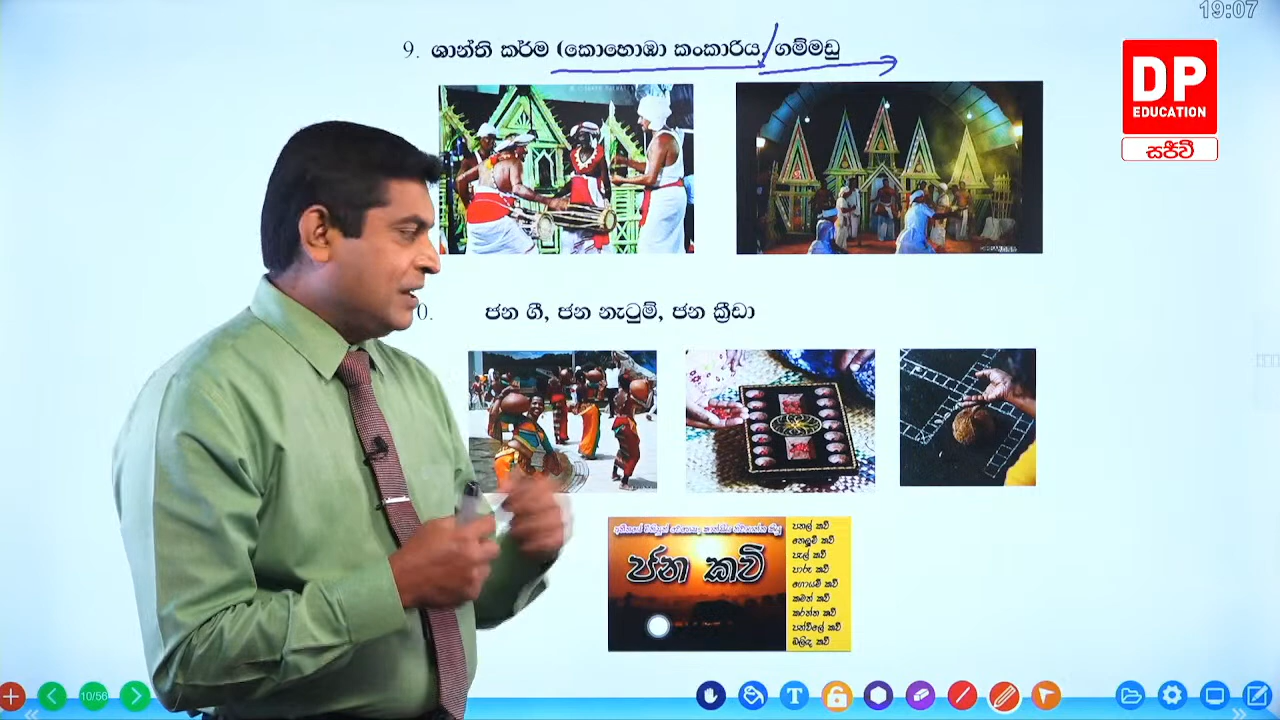 19:07
9. ශාන්ති කර්ම (කොහොඹා කංකාරිය, ගම්මඩු
DP
EDUCATION
සජීවී
0. ජන ගී, ජන නැටුම්, ජන ක්‍රීඩා
ජන කවි
පතල් කවි
නෙලුම් කවි
පැල් කවි
පාරු කවි
ගොයම් කවි
කමත් කවි
කරත්ත කවි
පන්විලේ කවි
ඔලිඳ කවි
10/56
T